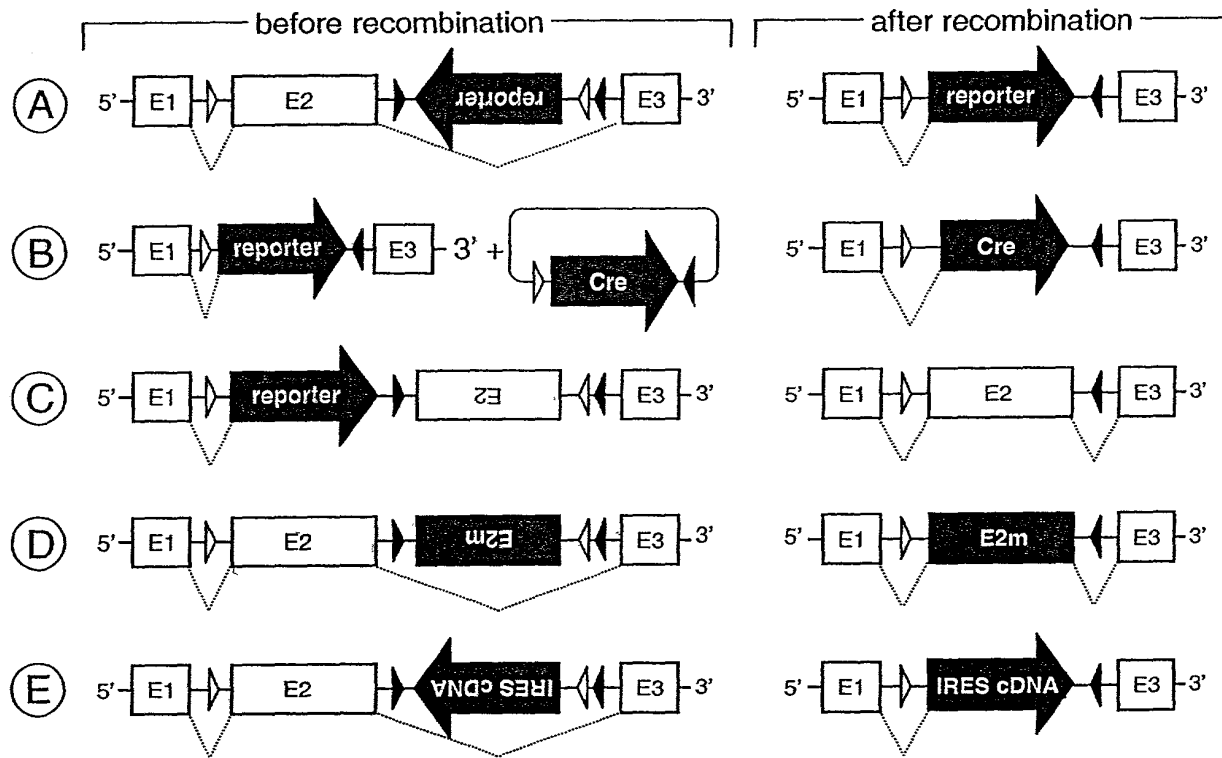 before recombination after recombination
A 5' E1 E2 reporter E3 3' 5' E1 reporter E3 3'
B 5' E1 reporter E3 3' + Cre 5' E1 Cre E3 3'
C 5' E1 reporter E2 E3 3' 5' E1 E2 E3 3'
D 5' E1 E2 E2m E3 3' 5' E1 E2m E3 3'
E 5' E1 E2 IRES cDNA E3 3' 5' E1 IRES cDNA E3 3'